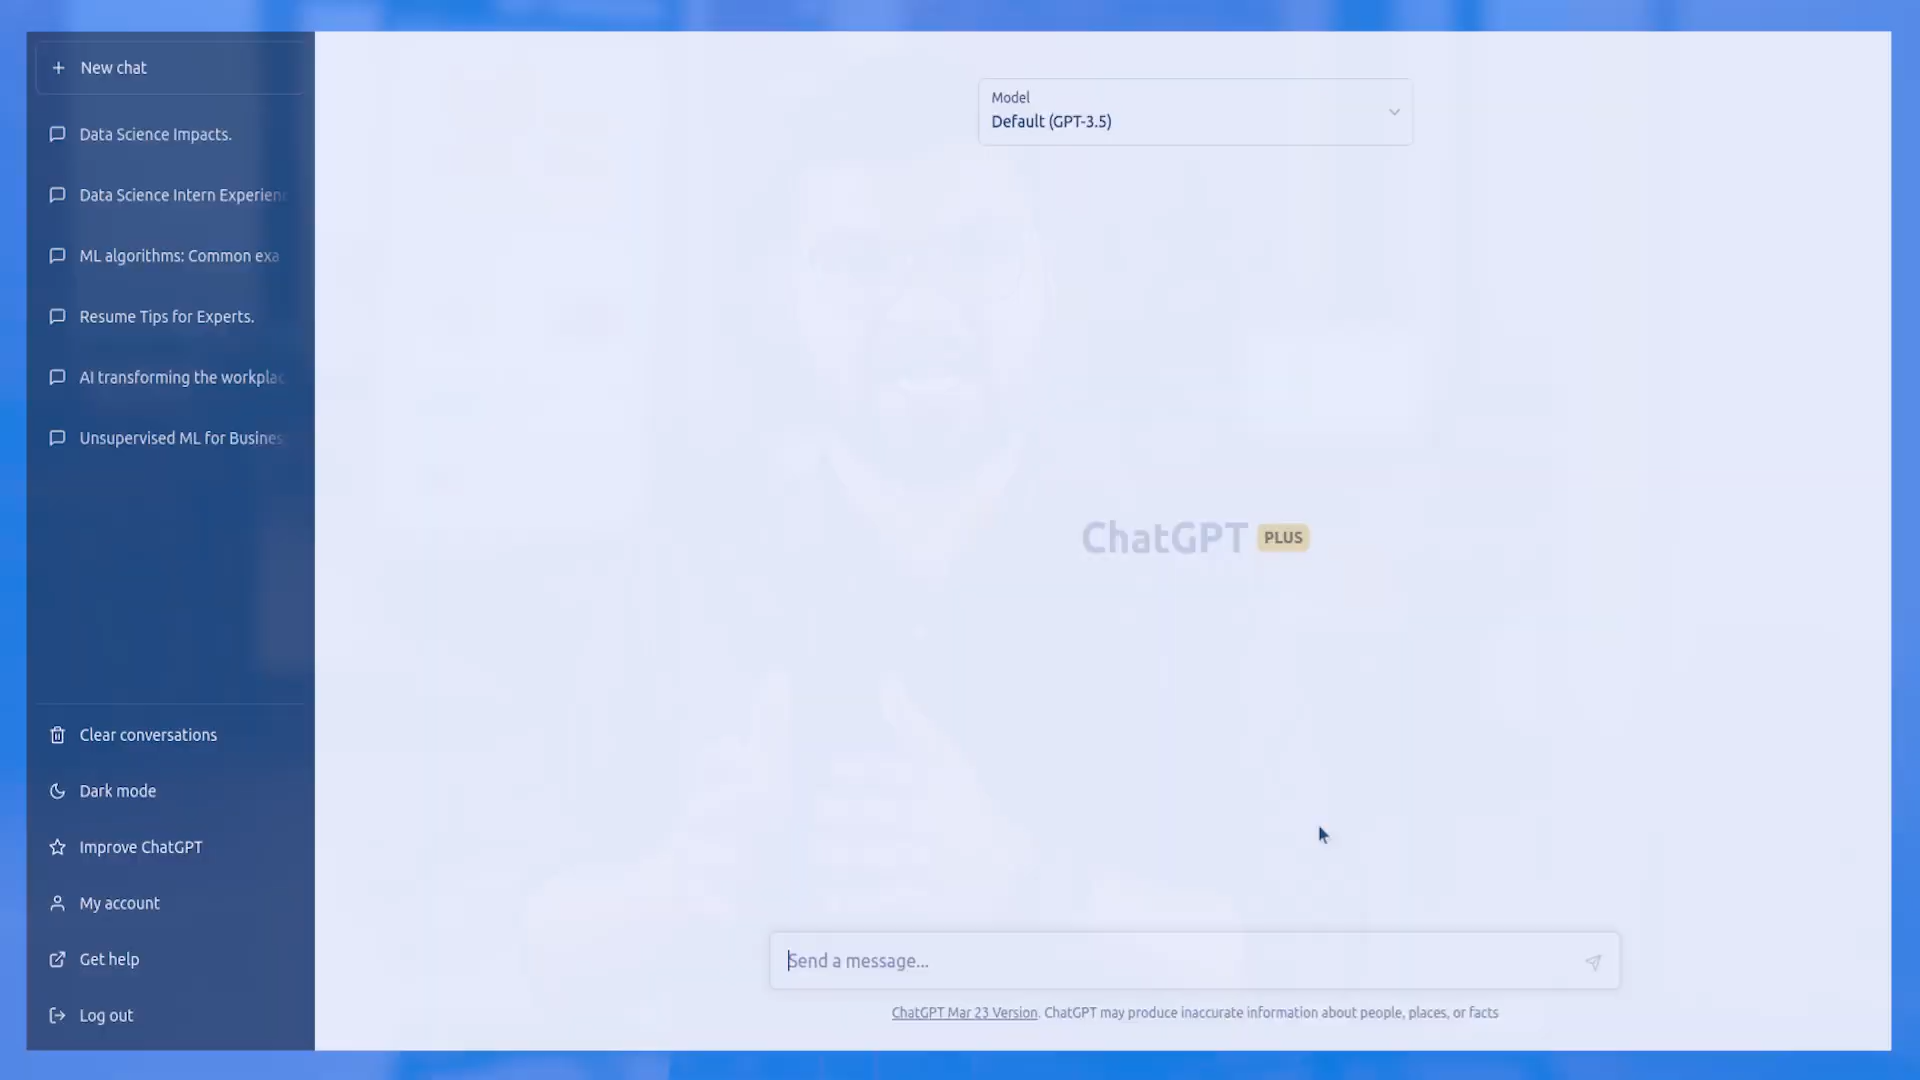 New chat
Data Science Impacts.
Data Science Intern Experien
ML algorithms: Common exa
Resume Tips for Experts.
AI transforming the workplac
Unsupervised ML for Busines
Clear conversations
Dark mode
Improve ChatGPT
My account
Get help
Log out
Model
Default (GPT-3.5)
ChatGPT PLUS
Send a message...
ChatGPT Mar 23 Version. ChatGPT may produce inaccurate information about people, places, or facts